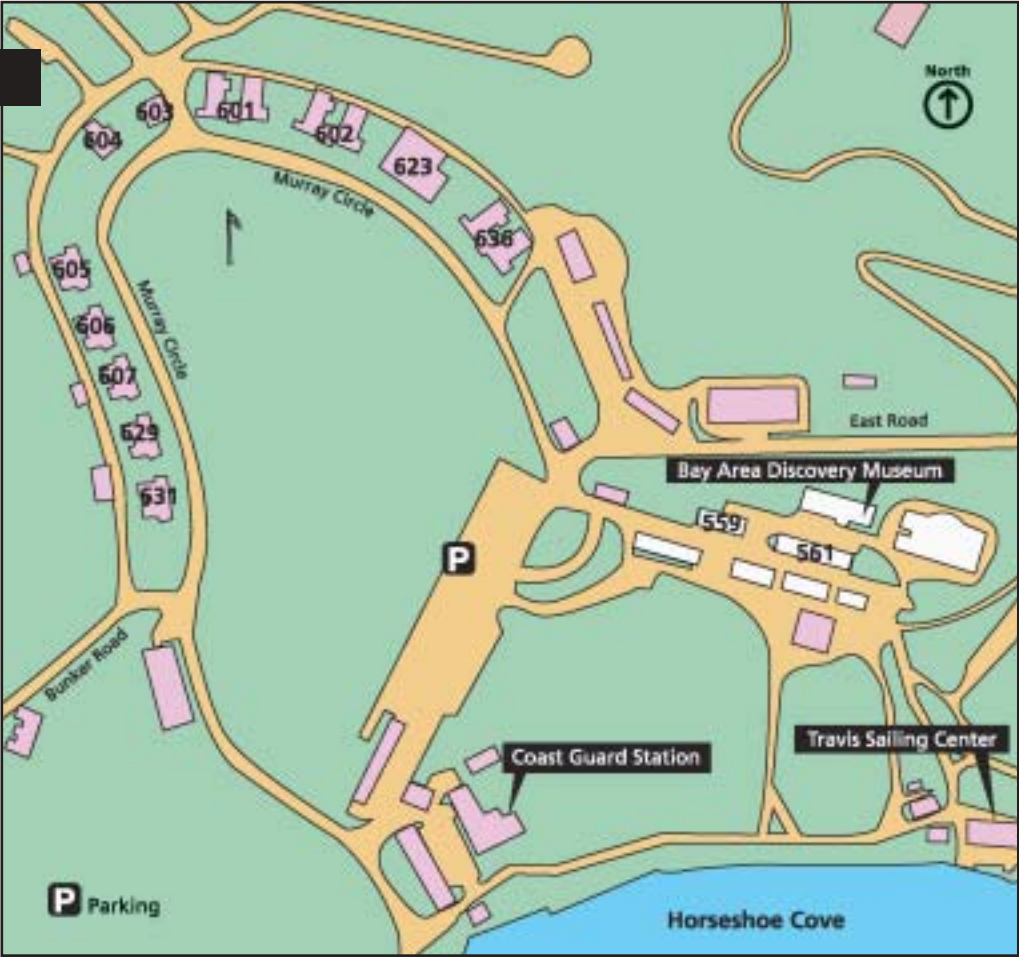 North
603
601
604
602
623
Murray Circle
636
605
Murray Circle
606
607
East Road
629
Bay Area Discovery Museum
631
559
561
P
Bunker Road
Travis Sailing Center
Coast Guard Station
P Parking
Horseshoe Cove